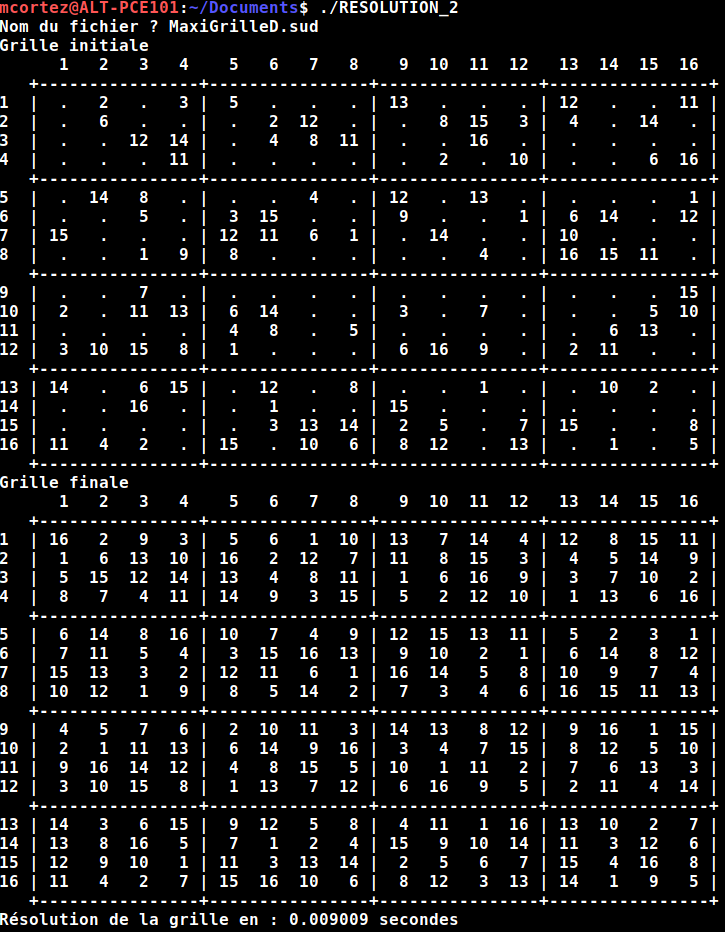 mcortez@ALT-PCE101:~/Documents$ ./RESOLUTION_2
Nom du fichier ? MaxiGrilleD.sud
Grille initiale
      1   2   3   4    5   6   7   8    9  10  11  12   13  14  15  16
   +----------------+----------------+----------------+----------------+
1  |  .   2   .   3 |  5   .   .   . | 13   .   .   . | 12   .   .  11 |
2  |  .   6   .   . |  .   2  12   . |  .   8  15   3 |  4   .  14   . |
3  |  .   .  12  14 |  .   4   8  11 |  .   .  16   . |  .   .   .   . |
4  |  .   .   .  11 |  .   .   .   . |  .   2   .  10 |  .   .   6  16 |
   +----------------+----------------+----------------+----------------+
5  |  .  14   8   . |  .   .   4   . | 12   .  13   . |  .   .   .   1 |
6  |  .   .   5   . |  3  15   .   . |  9   .   .   1 |  6  14   .  12 |
7  | 15   .   .   . | 12  11   6   1 |  .  14   .   . | 10   .   .   . |
8  |  .   .   1   9 |  8   .   .   . |  .   .   4   . | 16  15  11   . |
   +----------------+----------------+----------------+----------------+
9  |  .   .   7   . |  .   .   .   . |  .   .   .   . |  .   .   .  15 |
10 |  2   .  11  13 |  6  14   .   . |  3   .   7   . |  .   .   5  10 |
11 |  .   .   .   . |  4   8   .   5 |  .   .   .   . |  .   6  13   . |
12 |  3  10  15   8 |  1   .   .   . |  6  16   9   . |  2  11   .   . |
   +----------------+----------------+----------------+----------------+
13 | 14   .   6  15 |  .  12   .   8 |  .   .   1   . |  .  10   2   . |
14 |  .   .  16   . |  .   1   .   . | 15   .   .   . |  .   .   .   . |
15 |  .   .   .   . |  .   3  13  14 |  2   5   .   7 | 15   .   .   8 |
16 | 11   4   2   . | 15   .  10   6 |  8  12   .  13 |  .   1   .   5 |
   +----------------+----------------+----------------+----------------+
Grille finale
      1   2   3   4    5   6   7   8    9  10  11  12   13  14  15  16
   +----------------+----------------+----------------+----------------+
1  | 16   2   9   3 |  5   6   1  10 | 13   7  14   4 | 12   8  15  11 |
2  |  1   6  13  10 | 16   2  12   7 | 11   8  15   3 |  4   5  14   9 |
3  |  5  15  12  14 | 13   4   8  11 |  1   6  16   9 |  3   7  10   2 |
4  |  8   7   4  11 | 14   9   3  15 |  5   2  12  10 |  1  13   6  16 |
   +----------------+----------------+----------------+----------------+
5  |  6  14   8  16 | 10   7   4   9 | 12  15  13  11 |  5   2   3   1 |
6  |  7  11   5   4 |  3  15  16  13 |  9  10   2   1 |  6  14   8  12 |
7  | 15  13   3   2 | 12  11   6   1 | 16  14   5   8 | 10   9   7   4 |
8  | 10  12   1   9 |  8   5  14   2 |  7   3   4   6 | 16  15  11  13 |
   +----------------+----------------+----------------+----------------+
9  |  4   5   7   6 |  2  10  11   3 | 14  13   8  12 |  9  16   1  15 |
10 |  2   1  11  13 |  6  14   9  16 |  3   4   7  15 |  8  12   5  10 |
11 |  9  16  14  12 |  4   8  15   5 | 10   1  11   2 |  7   6  13   3 |
12 |  3  10  15   8 |  1  13   7  12 |  6  16   9   5 |  2  11   4  14 |
   +----------------+----------------+----------------+----------------+
13 | 14   3   6  15 |  9  12   5   8 |  4  11   1  16 | 13  10   2   7 |
14 | 13   8  16   5 |  7   1   2   4 | 15   9  10  14 | 11   3  12   6 |
15 | 12   9  10   1 | 11   3  13  14 |  2   5   6   7 | 15   4  16   8 |
16 | 11   4   2   7 | 15  16  10   6 |  8  12   3  13 | 14   1   9   5 |
   +----------------+----------------+----------------+----------------+
Résolution de la grille en : 0.009009 secondes